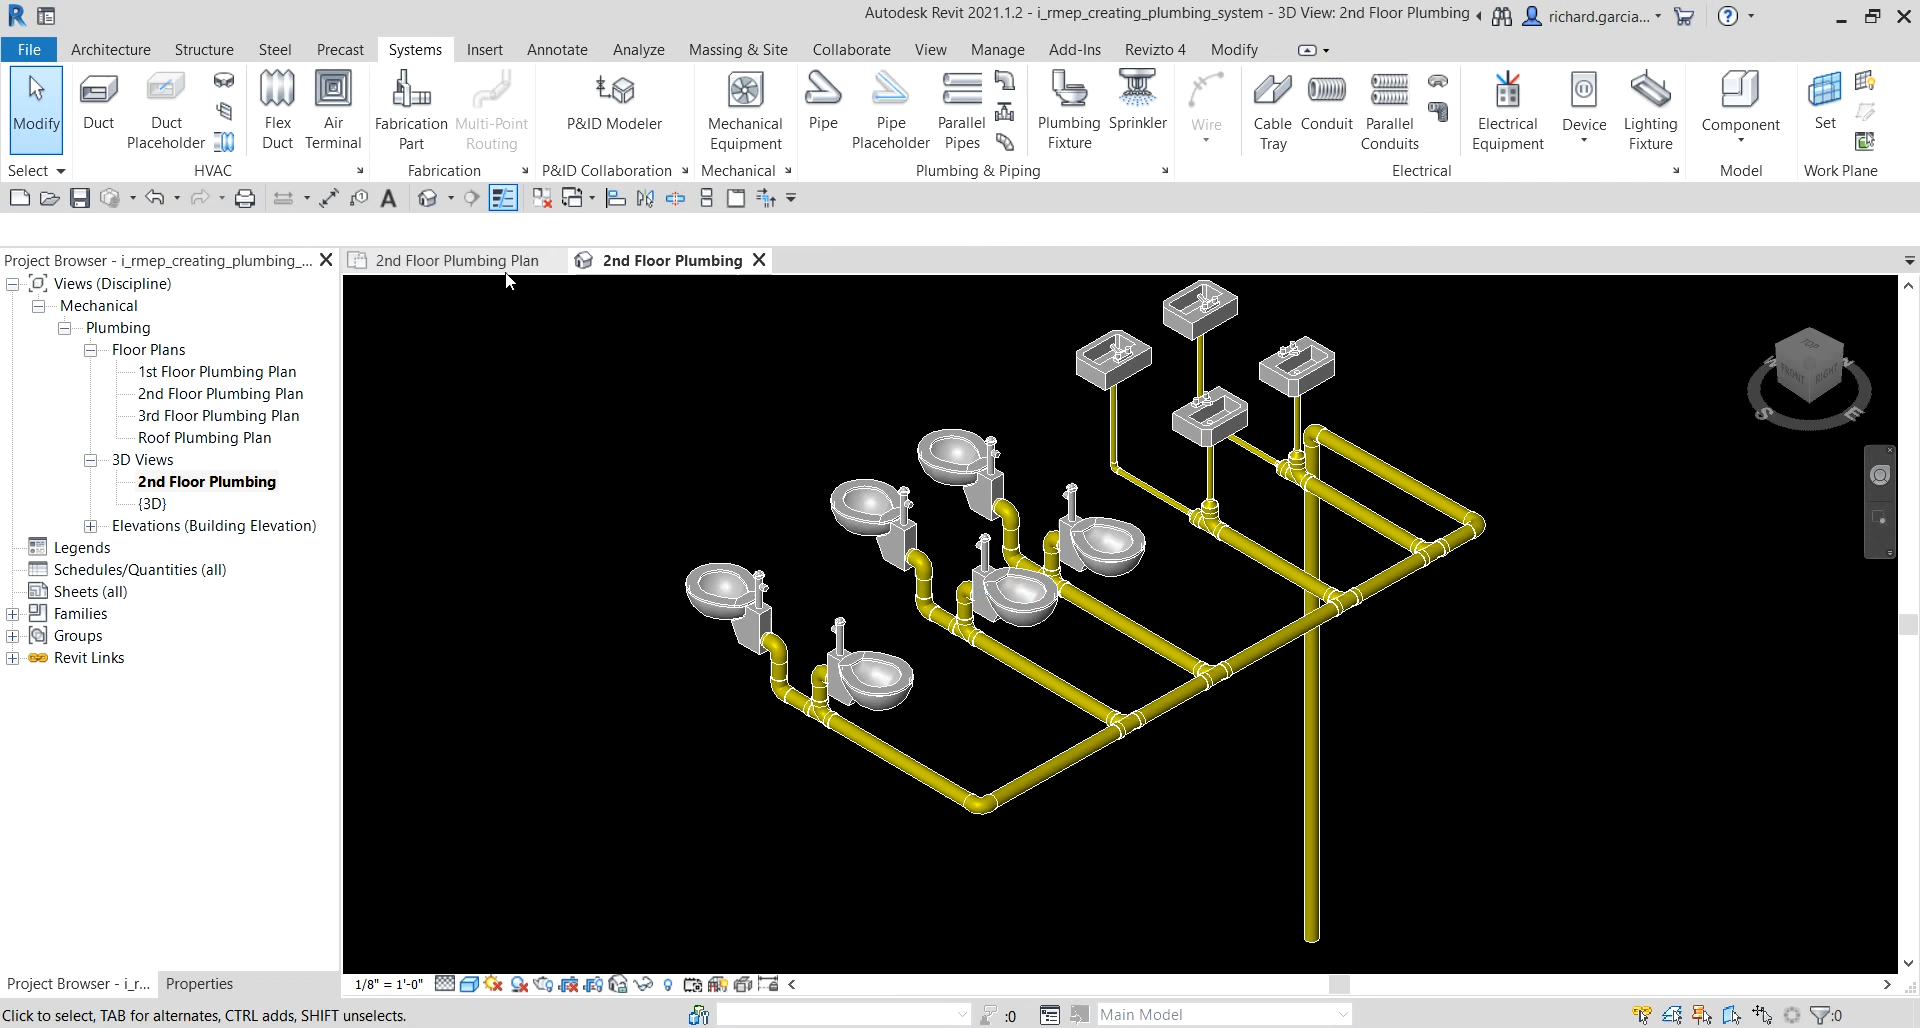 Autodesk Revit 2021.1.2 - i_rmep_creating_plumbing_system - 3D View: 2nd Floor Plumbing
richard.garcia...
File Architecture Structure Steel Precast Systems Insert Annotate Analyze Massing & Site Collaborate View Manage Add-Ins Revizto 4 Modify
Modify Duct Duct Placeholder Flex Duct Air Terminal Fabrication Part Multi-Point Routing P&ID Modeler Mechanical Equipment Pipe Pipe Placeholder Parallel Pipes Plumbing Fixture Sprinkler Wire Cable Tray Conduit Parallel Conduits Electrical Equipment Device Lighting Fixture Component Set
Select HVAC Fabrication P&ID Collaboration Mechanical Plumbing & Piping Electrical Model Work Plane
Project Browser - i_rmep_creating_plumbing_...
2nd Floor Plumbing Plan
2nd Floor Plumbing
Views (Discipline)
Mechanical
Plumbing
Floor Plans
1st Floor Plumbing Plan
2nd Floor Plumbing Plan
3rd Floor Plumbing Plan
Roof Plumbing Plan
3D Views
2nd Floor Plumbing
{3D}
Elevations (Building Elevation)
Legends
Schedules/Quantities (all)
Sheets (all)
Families
Groups
Revit Links
TOP
FRONT
RIGHT
W
N
S
E
Project Browser - i_r...
Properties
1/8" = 1'-0"
Click to select, TAB for alternates, CTRL adds, SHIFT unselects.
:0
Main Model
:0